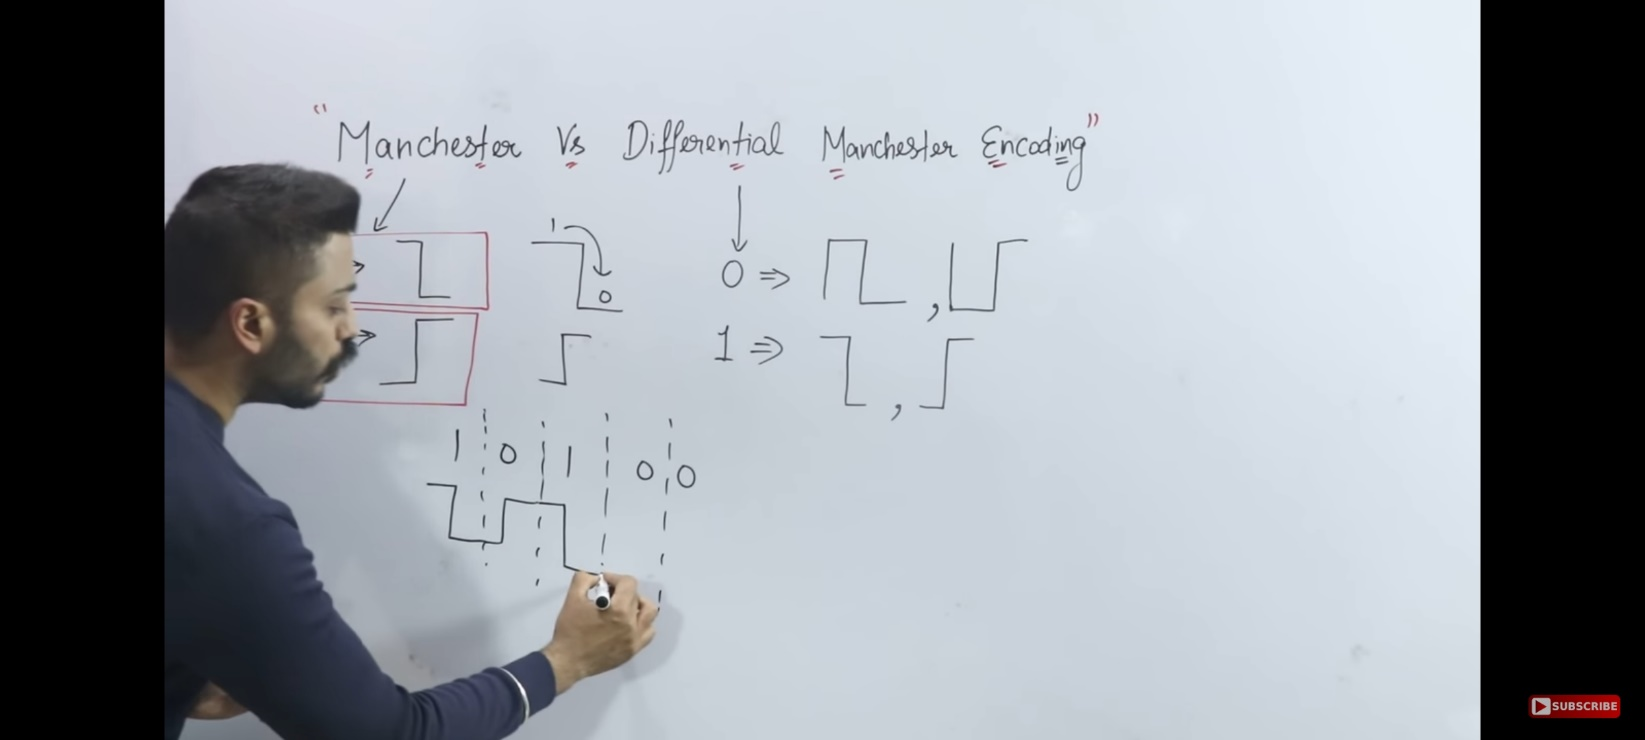 "Manchester Vs Differential Manchester Encoding"
1
0
0 ⇒ ,
1 ⇒ ,
1 0 1 0 0
SUBSCRIBE